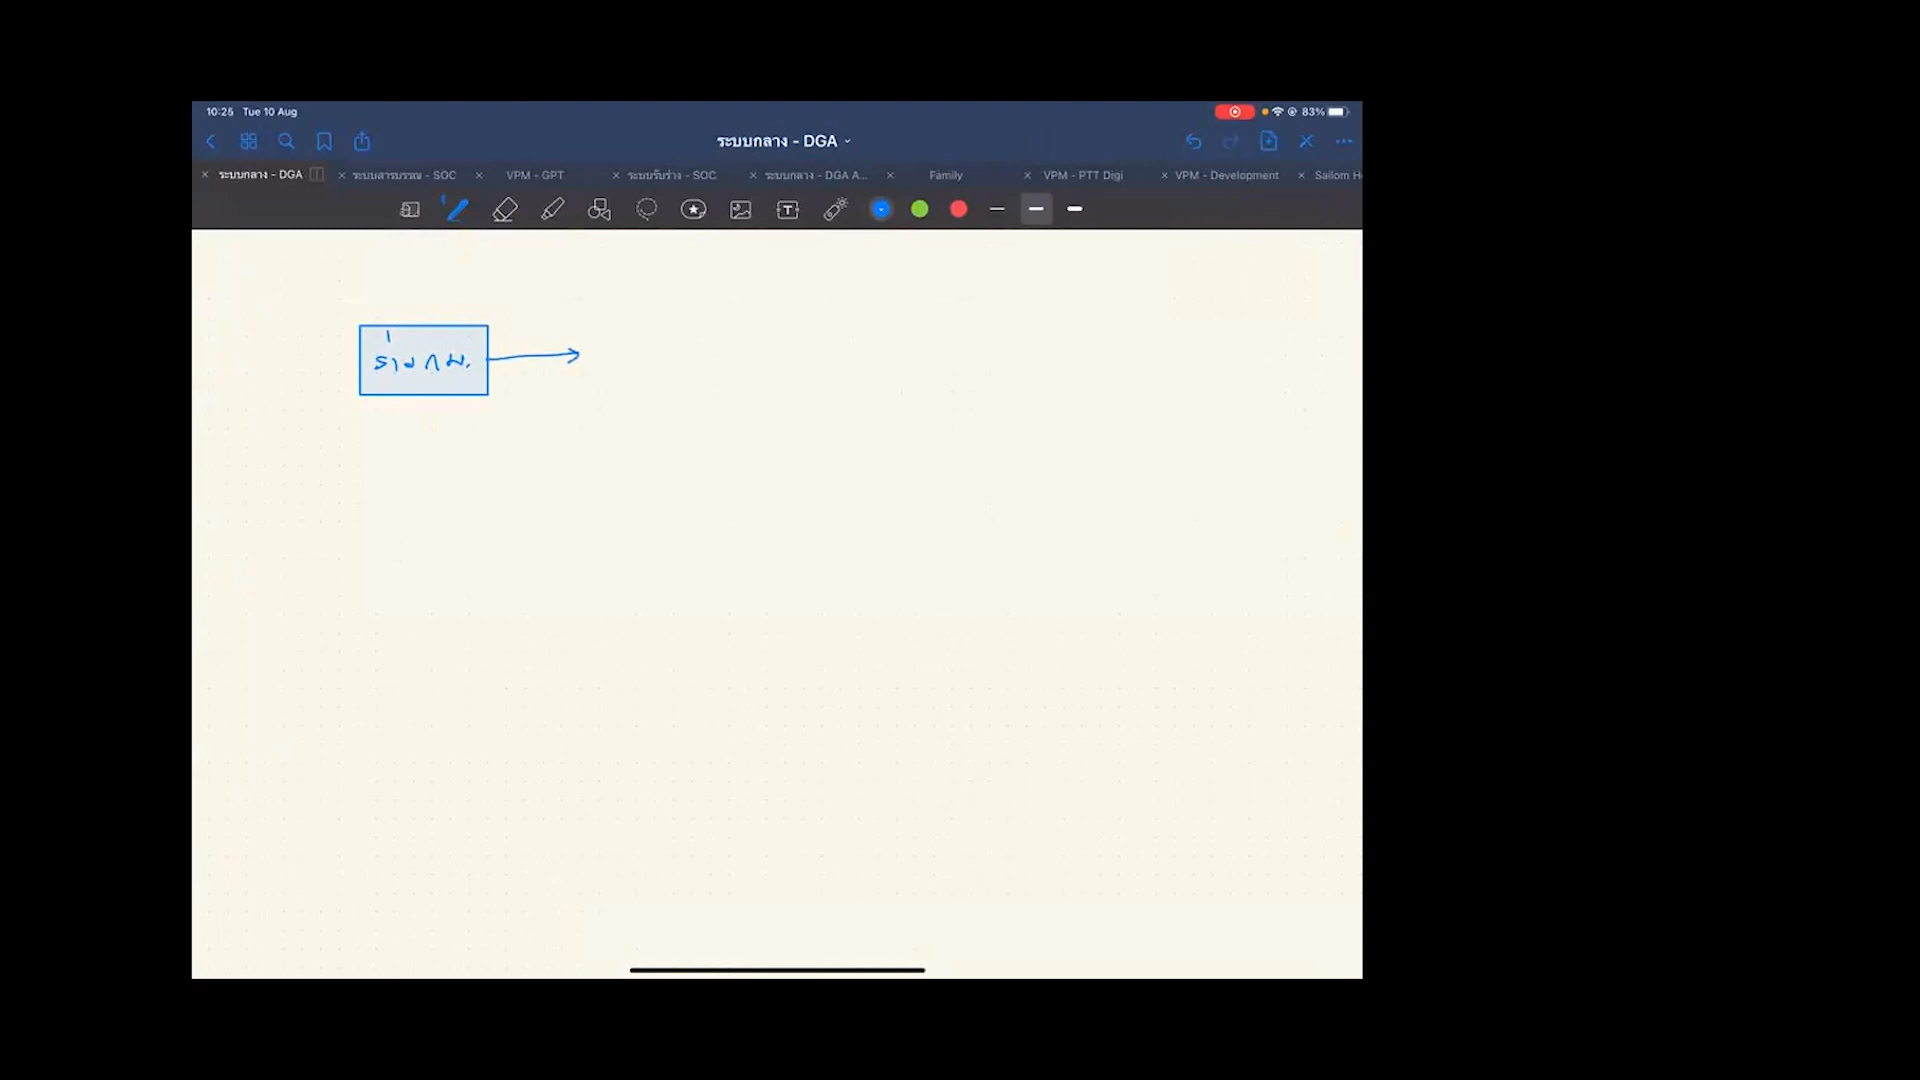 10:25 Tue 10 Aug 83%
ระบบกลาง - DGA
ระบบกลาง - DGA ระบบสารบรรณ - SOC VPM - GPT ระบบรับร่าง - SOC ระบบกลาง - DGA A... Family VPM - PTT Digi VPM - Development Sailom H
ร่างกม.